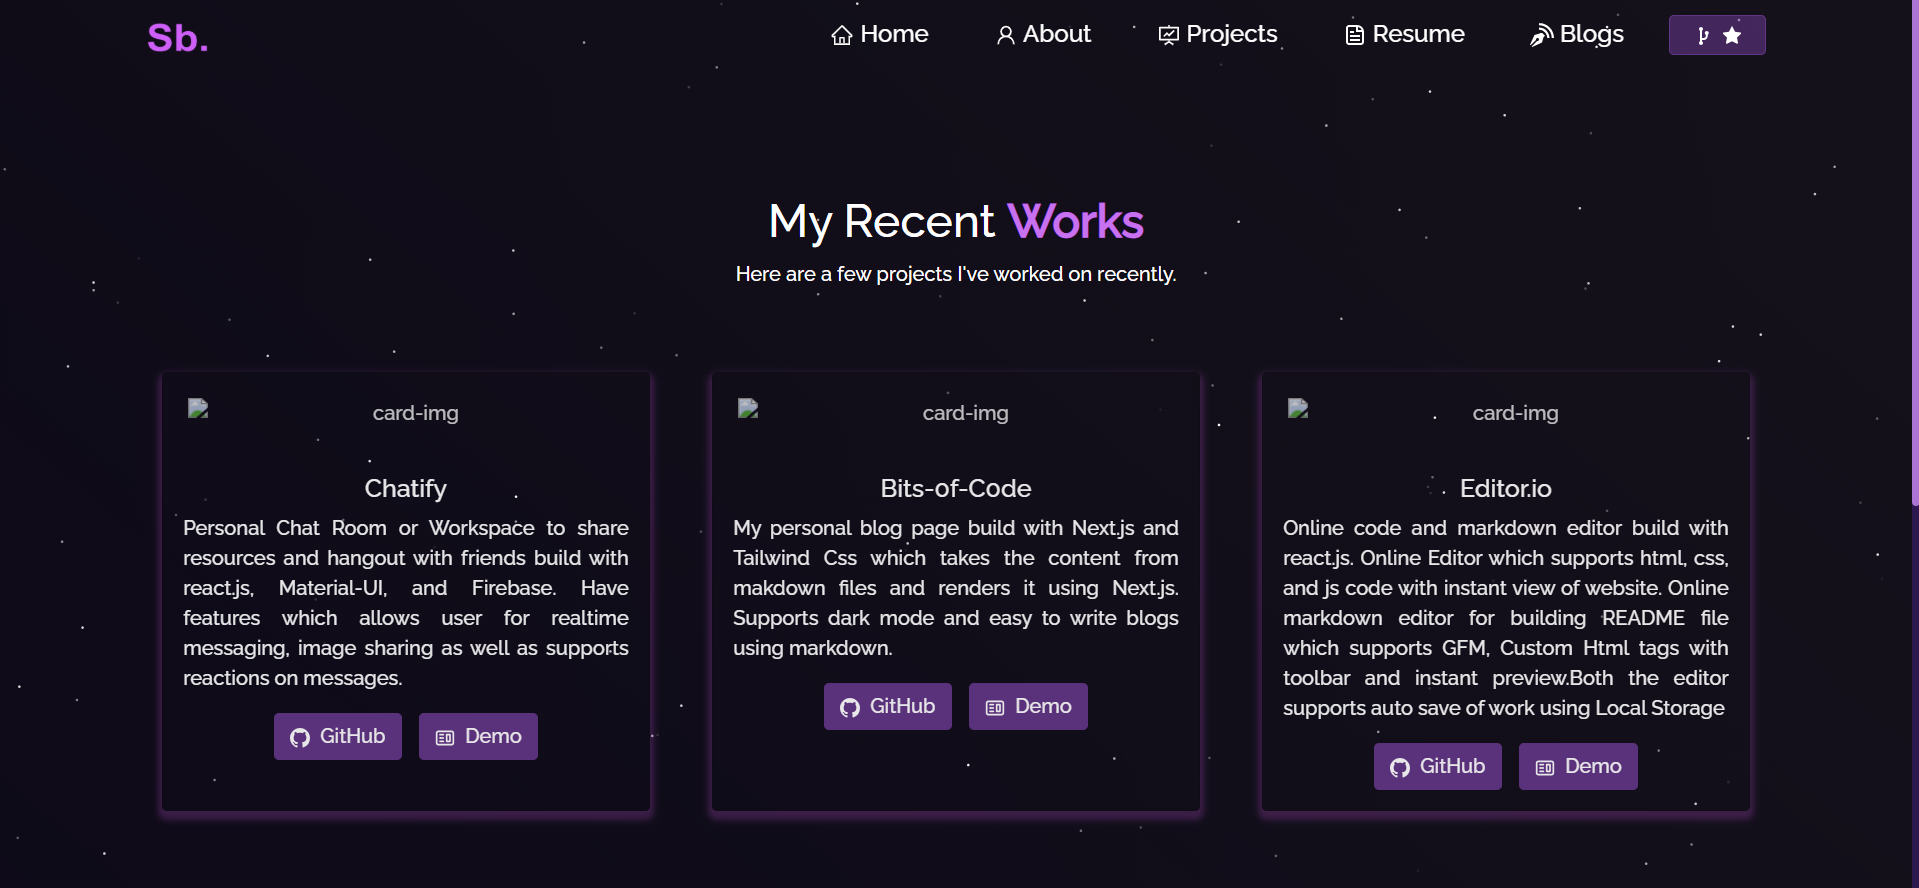 Sb.
Home
About
Projects
Resume
Blogs
My Recent Works
Here are a few projects I've worked on recently.
card-img
Chatify
Personal Chat Room or Workspace to share
resources and hangout with friends build with
react.js, Material-UI, and Firebase. Have
features which allows user for realtime
messaging, image sharing as well as supports
reactions on messages.
GitHub
Demo
card-img
Bits-of-Code
My personal blog page build with Next.js and
Tailwind Css which takes the content from
makdown files and renders it using Next.js.
Supports dark mode and easy to write blogs
using markdown.
GitHub
Demo
card-img
Editor.io
Online code and markdown editor build with
react.js. Online Editor which supports html, css,
and js code with instant view of website. Online
markdown editor for building README file
which supports GFM, Custom Html tags with
toolbar and instant preview.Both the editor
supports auto save of work using Local Storage
GitHub
Demo